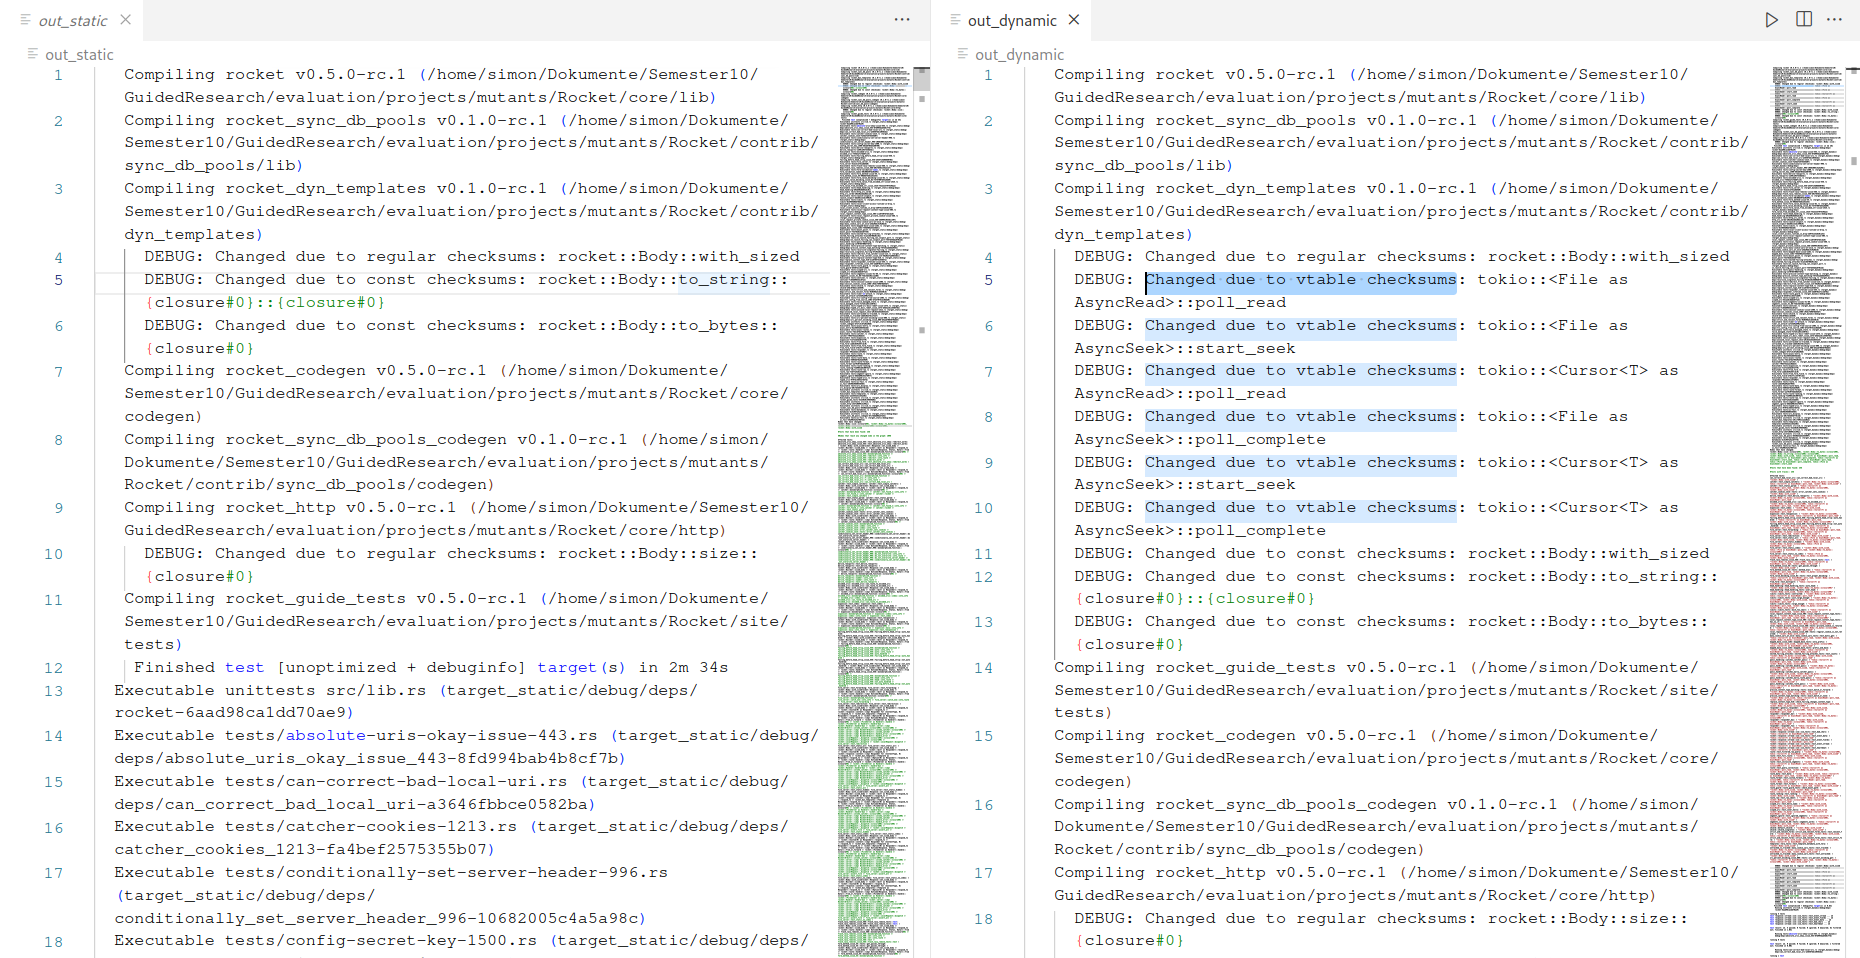 out_static
out_static
1 Compiling rocket v0.5.0-rc.1 (/home/simon/Dokumente/Semester10/
GuidedResearch/evaluation/projects/mutants/Rocket/core/lib)
2 Compiling rocket_sync_db_pools v0.1.0-rc.1 (/home/simon/Dokumente/
Semester10/GuidedResearch/evaluation/projects/mutants/Rocket/contrib/
sync_db_pools/lib)
3 Compiling rocket_dyn_templates v0.1.0-rc.1 (/home/simon/Dokumente/
Semester10/GuidedResearch/evaluation/projects/mutants/Rocket/contrib/
dyn_templates)
4 DEBUG: Changed due to regular checksums: rocket::Body::with_sized
5 DEBUG: Changed due to const checksums: rocket::Body::to_string::
{closure#0}::{closure#0}
6 DEBUG: Changed due to const checksums: rocket::Body::to_bytes::
{closure#0}
7 Compiling rocket_codegen v0.5.0-rc.1 (/home/simon/Dokumente/
Semester10/GuidedResearch/evaluation/projects/mutants/Rocket/core/
codegen)
8 Compiling rocket_sync_db_pools_codegen v0.1.0-rc.1 (/home/simon/
Dokumente/Semester10/GuidedResearch/evaluation/projects/mutants/
Rocket/contrib/sync_db_pools/codegen)
9 Compiling rocket_http v0.5.0-rc.1 (/home/simon/Dokumente/Semester10/
GuidedResearch/evaluation/projects/mutants/Rocket/core/http)
10 DEBUG: Changed due to regular checksums: rocket::Body::size::
{closure#0}
11 Compiling rocket_guide_tests v0.5.0-rc.1 (/home/simon/Dokumente/
Semester10/GuidedResearch/evaluation/projects/mutants/Rocket/site/
tests)
12 Finished test [unoptimized + debuginfo] target(s) in 2m 34s
13 Executable unittests src/lib.rs (target_static/debug/deps/
rocket-6aad98ca1dd70ae9)
14 Executable tests/absolute-uris-okay-issue-443.rs (target_static/debug/
deps/absolute_uris_okay_issue_443-8fd994bab4b8cf7b)
15 Executable tests/can-correct-bad-local-uri.rs (target_static/debug/
deps/can_correct_bad_local_uri-a3646fbbce0582ba)
16 Executable tests/catcher-cookies-1213.rs (target_static/debug/deps/
catcher_cookies_1213-fa4bef2575355b07)
17 Executable tests/conditionally-set-server-header-996.rs
(target_static/debug/deps/
conditionally_set_server_header_996-10682005c4a5a98c)
18 Executable tests/config-secret-key-1500.rs (target_static/debug/deps/
out_dynamic
out_dynamic
1 Compiling rocket v0.5.0-rc.1 (/home/simon/Dokumente/Semester10/
GuidedResearch/evaluation/projects/mutants/Rocket/core/lib)
2 Compiling rocket_sync_db_pools v0.1.0-rc.1 (/home/simon/Dokumente/
Semester10/GuidedResearch/evaluation/projects/mutants/Rocket/contrib/
sync_db_pools/lib)
3 Compiling rocket_dyn_templates v0.1.0-rc.1 (/home/simon/Dokumente/
Semester10/GuidedResearch/evaluation/projects/mutants/Rocket/contrib/
dyn_templates)
4 DEBUG: Changed due to regular checksums: rocket::Body::with_sized
5 DEBUG: Changed due to vtable checksums: tokio::<File as
AsyncRead>::poll_read
6 DEBUG: Changed due to vtable checksums: tokio::<File as
AsyncSeek>::start_seek
7 DEBUG: Changed due to vtable checksums: tokio::<Cursor<T> as
AsyncRead>::poll_read
8 DEBUG: Changed due to vtable checksums: tokio::<File as
AsyncSeek>::poll_complete
9 DEBUG: Changed due to vtable checksums: tokio::<Cursor<T> as
AsyncSeek>::start_seek
10 DEBUG: Changed due to vtable checksums: tokio::<Cursor<T> as
AsyncSeek>::poll_complete
11 DEBUG: Changed due to const checksums: rocket::Body::with_sized
12 DEBUG: Changed due to const checksums: rocket::Body::to_string::
{closure#0}::{closure#0}
13 DEBUG: Changed due to const checksums: rocket::Body::to_bytes::
{closure#0}
14 Compiling rocket_guide_tests v0.5.0-rc.1 (/home/simon/Dokumente/
Semester10/GuidedResearch/evaluation/projects/mutants/Rocket/site/
tests)
15 Compiling rocket_codegen v0.5.0-rc.1 (/home/simon/Dokumente/
Semester10/GuidedResearch/evaluation/projects/mutants/Rocket/core/
codegen)
16 Compiling rocket_sync_db_pools_codegen v0.1.0-rc.1 (/home/simon/
Dokumente/Semester10/GuidedResearch/evaluation/projects/mutants/
Rocket/contrib/sync_db_pools/codegen)
17 Compiling rocket_http v0.5.0-rc.1 (/home/simon/Dokumente/Semester10/
GuidedResearch/evaluation/projects/mutants/Rocket/core/http)
18 DEBUG: Changed due to regular checksums: rocket::Body::size::
{closure#0}